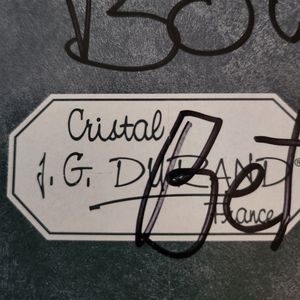 Cristal
J. G. DURAND®
France
Bet